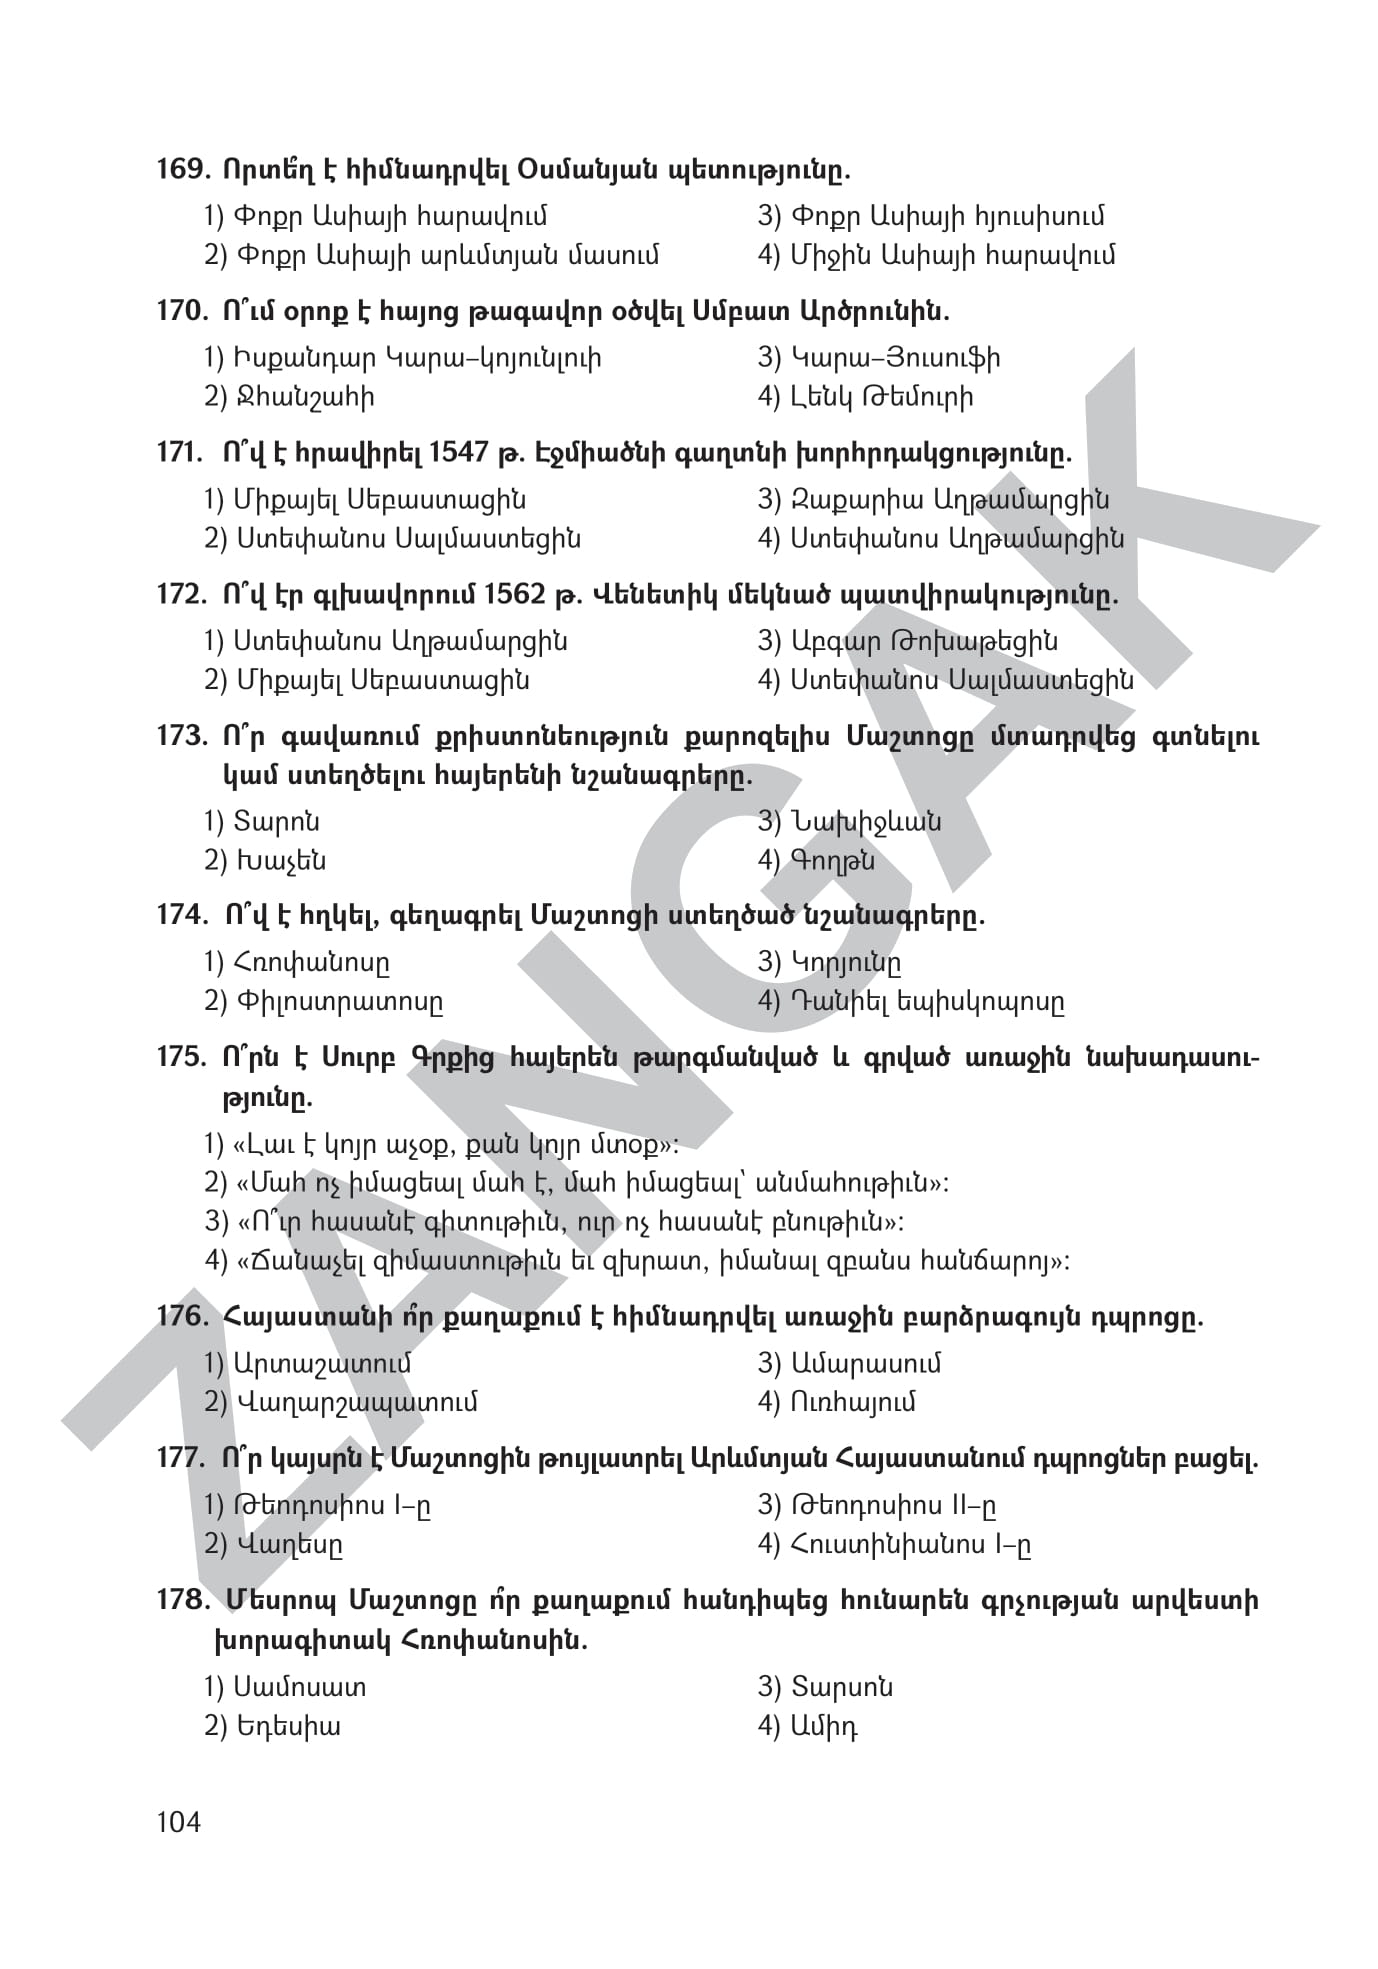 169. Որտե՞ղ է հիմնադրվել Օսմանյան պետությունը.
1) Փոքր Ասիայի հարավում
3) Փոքր Ասիայի հյուսիսում
2) Փոքր Ասիայի արևմտյան մասում
4) Միջին Ասիայի հարավում
170. Ո՞ւմ օրոք է հայոց թագավոր օծվել Սմբատ Արծրունին.
1) Իսքանդար Կարա–կոյունլուի
3) Կարա–Յուսուֆի
2) Ջհանշահի
4) Լենկ Թեմուրի
171. Ո՞վ է հրավիրել 1547 թ. Էջմիածնի գաղտնի խորհրդակցությունը.
1) Միքայել Սեբաստացին
3) Զաքարիա Աղթամարցին
2) Ստեփանոս Սալմաստեցին
4) Ստեփանոս Աղթամարցին
172. Ո՞վ էր գլխավորում 1562 թ. Վենետիկ մեկնած պատվիրակությունը.
1) Ստեփանոս Աղթամարցին
3) Աբգար Թոխաթեցին
2) Միքայել Սեբաստացին
4) Ստեփանոս Սալմաստեցին
173. Ո՞ր գավառում քրիստոնեություն քարոզելիս Մաշտոցը մտադրվեց գտնելու
կամ ստեղծելու հայերենի նշանագրերը.
1) Տարոն
3) Նախիջևան
2) Խաչեն
4) Գողթն
174. Ո՞վ է հղկել, գեղագրել Մաշտոցի ստեղծած նշանագրերը.
1) Հռոփանոսը
3) Կորյունը
2) Փիլոստրատոսը
4) Դանիել եպիսկոպոսը
175. Ո՞րն է Սուրբ Գրքից հայերեն թարգմանված և գրված առաջին նախադասու-
թյունը.
1) «Լաւ է կոյր աչօք, քան կոյր մտօք»:
2) «Մահ ոչ իմացեալ մահ է, մահ իմացեալ՝ անմահութիւն»:
3) «Ո՞ւր հասանէ գիտութիւն, ուր ոչ հասանէ բնութիւն»:
4) «Ճանաչել զիմաստութիւն եւ զխրատ, իմանալ զբանս հանճարոյ»:
176. Հայաստանի ո՞ր քաղաքում է հիմնադրվել առաջին բարձրագույն դպրոցը.
1) Արտաշատում
3) Ամարասում
2) Վաղարշապատում
4) Ուռհայում
177. Ո՞ր կայսրն է Մաշտոցին թույլատրել Արևմտյան Հայաստանում դպրոցներ բացել.
1) Թեոդոսիոս I–ը
3) Թեոդոսիոս II–ը
2) Վաղեսը
4) Հուստինիանոս I–ը
178. Մեսրոպ Մաշտոցը ո՞ր քաղաքում հանդիպեց հունարեն գրչության արվեստի
խորագիտակ Հռոփանոսին.
1) Սամոսատ
3) Տարսոն
2) Եդեսիա
4) Ամիդ
104
ZANGAK